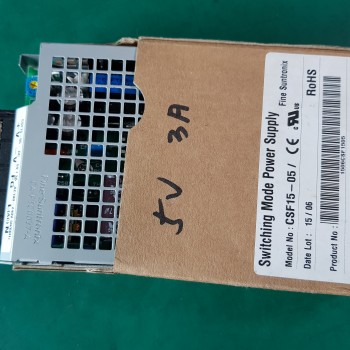 5V 3A
Switching Mode Power Supply
Fine Suntronix
Model No : CSF15-05 /
CE
RoHS
Date Lot : 15 / 06
Product No :